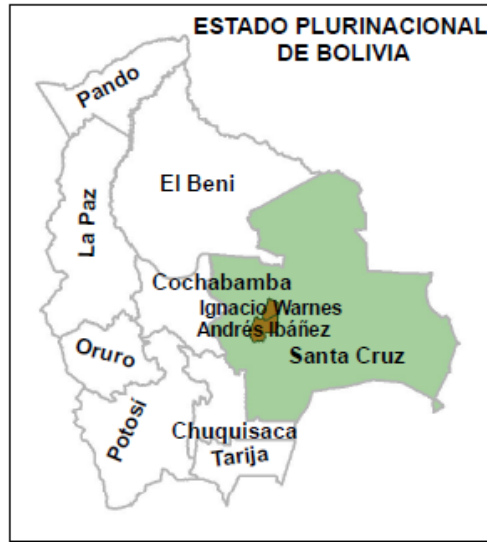 ESTADO PLURINACIONAL
DE BOLIVIA
Pando
El Beni
La Paz
Cochabamba
Ignacio Warnes
Andrés Ibáñez
Santa Cruz
Oruro
Potosí
Chuquisaca
Tarija